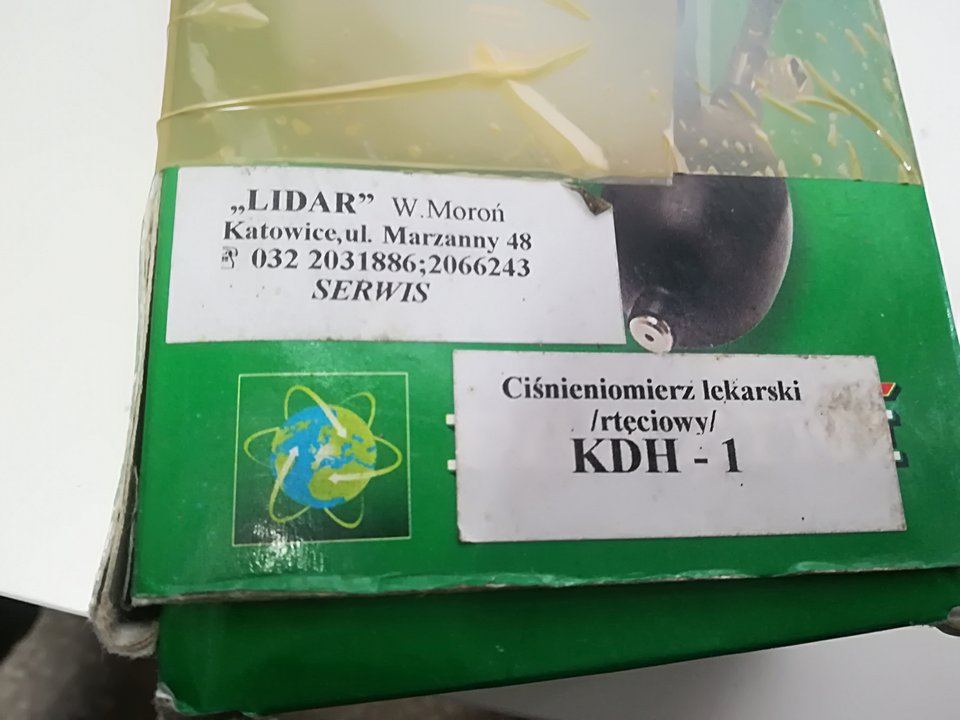 „LIDAR” W.Moroń
Katowice,ul. Marzanny 48
032 2031886;2066243
SERWIS
Ciśnieniomierz lekarski
/rtęciowy/
KDH - 1